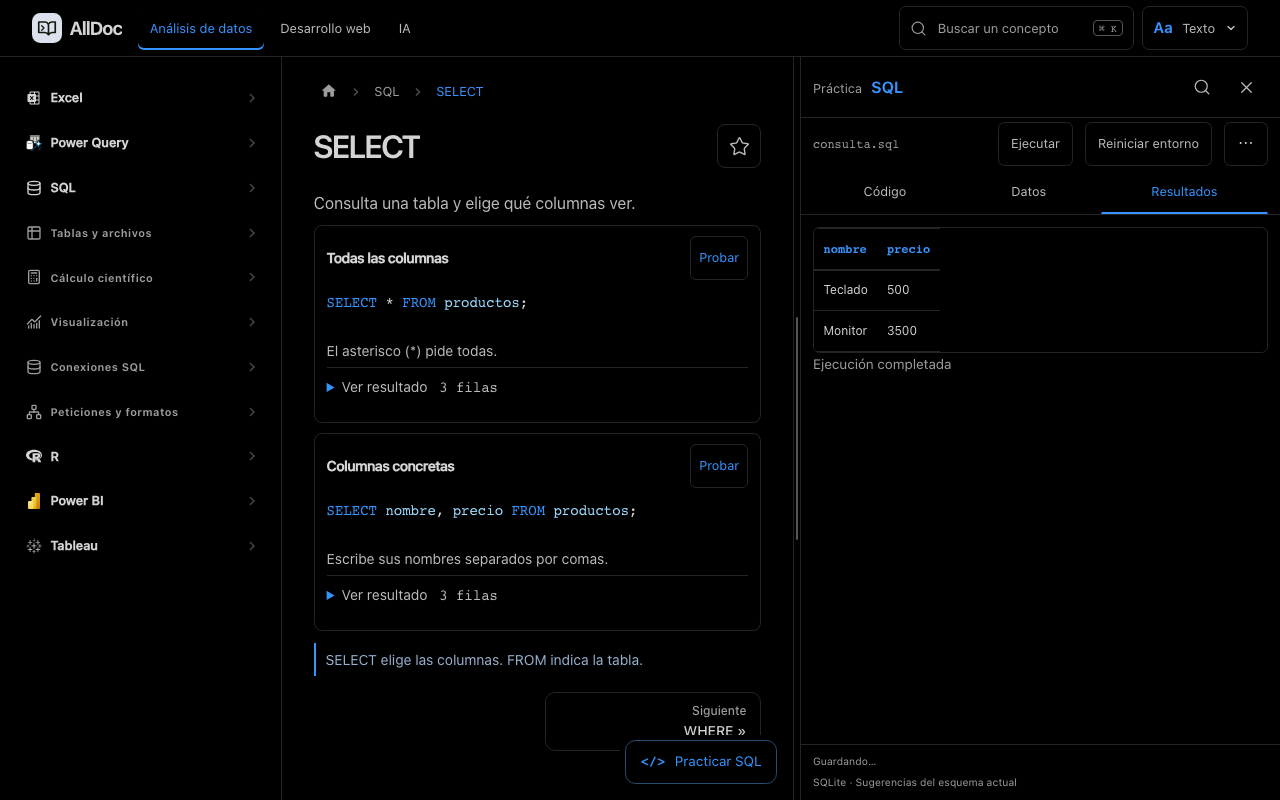 AllDoc
Análisis de datos
Desarrollo web
IA
Buscar un concepto
⌘ K
Aa Texto
Excel
Power Query
SQL
Tablas y archivos
Cálculo científico
Visualización
Conexiones SQL
Peticiones y formatos
R
Power BI
Tableau
SQL
SELECT
SELECT
Consulta una tabla y elige qué columnas ver.
Todas las columnas
Probar
SELECT * FROM productos;
El asterisco (*) pide todas.
Ver resultado 3 filas
Columnas concretas
Probar
SELECT nombre, precio FROM productos;
Escribe sus nombres separados por comas.
Ver resultado 3 filas
SELECT elige las columnas. FROM indica la tabla.
Siguiente
WHERE »
</> Practicar SQL
Práctica SQL
consulta.sql
Ejecutar
Reiniciar entorno
...
Código
Datos
Resultados
nombre precio
Teclado 500
Monitor 3500
Ejecución completada
Guardando...
SQLite · Sugerencias del esquema actual